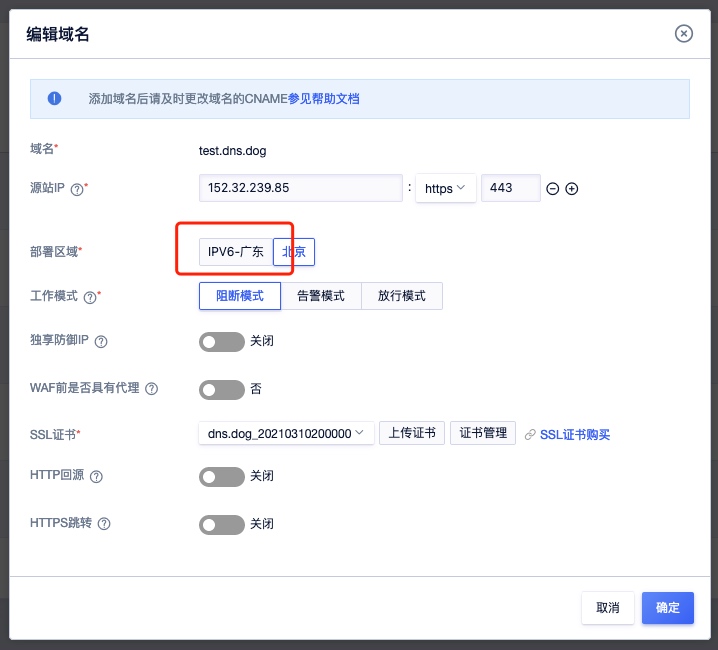 编辑域名
添加域名后请及时更改域名的CNAME参见帮助文档
域名* test.dns.dog
源站IP ?* 152.32.239.85 : https 443
部署区域* IPV6-广东 北京
工作模式 ?* 阻断模式 告警模式 放行模式
独享防御IP ? 关闭
WAF前是否具有代理 ? 否
SSL证书* dns.dog_20210310200000 上传证书 证书管理 SSL证书购买
HTTP回源 ? 关闭
HTTPS跳转 ? 关闭
取消 确定